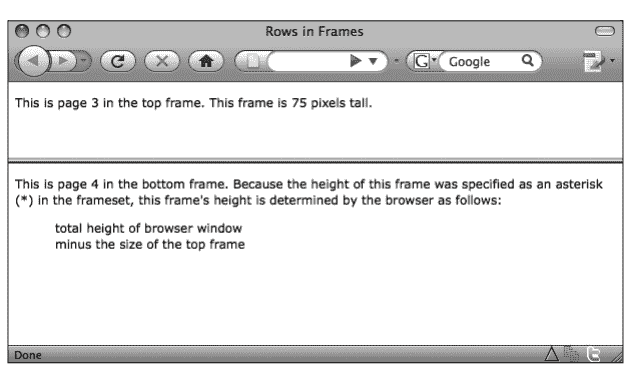 Rows in Frames
G Google
This is page 3 in the top frame. This frame is 75 pixels tall.
This is page 4 in the bottom frame. Because the height of this frame was specified as an asterisk
(*) in the frameset, this frame's height is determined by the browser as follows:
total height of browser window
minus the size of the top frame
Done